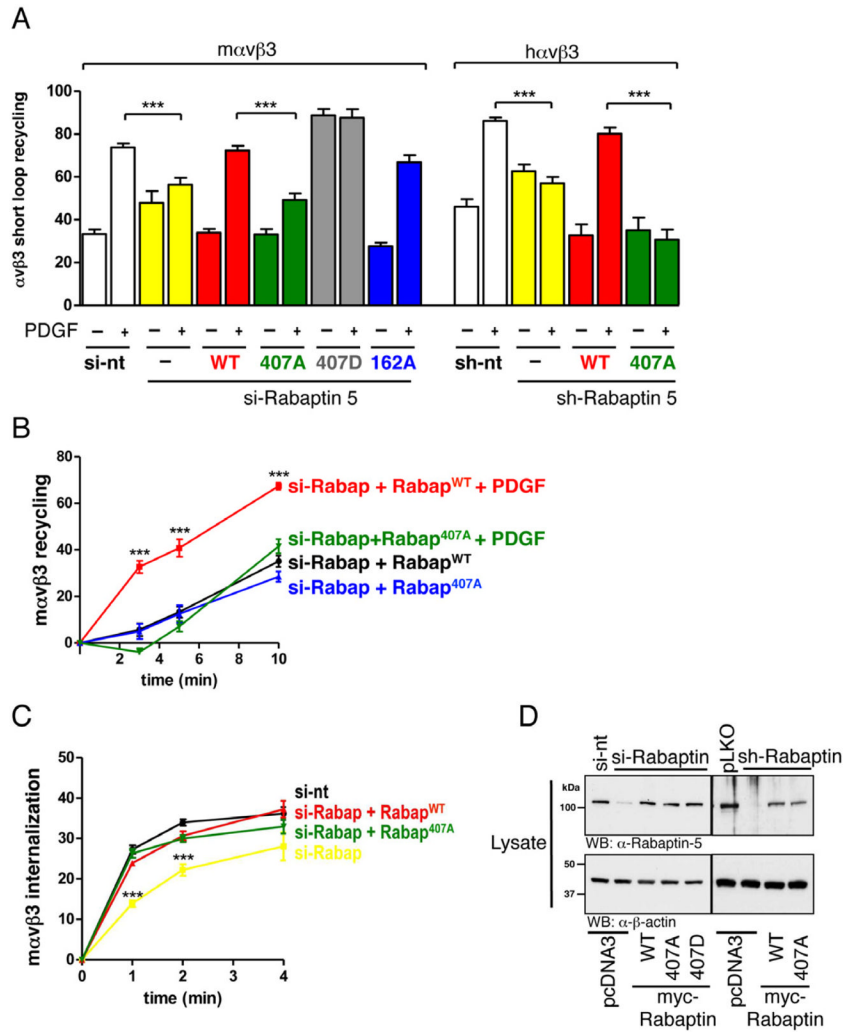 A
mαvβ3 hαvβ3
αvβ3 short loop recycling
100
80
60
40
20
0
*** *** *** ***
PDGF – + – + – + – + – + – + – + – + – + – +
si-nt – WT 407A 407D 162A sh-nt – WT 407A
si-Rabaptin 5 sh-Rabaptin 5
B
mαvβ3 recycling
80
60
40
20
0
2 4 6 8 10
time (min)
*** *** ***
si-Rabap + Rabap^WT + PDGF
si-Rabap+Rabap^407A + PDGF
si-Rabap + Rabap^WT
si-Rabap + Rabap^407A
C
mαvβ3 internalization
50
40
30
20
10
0
0 1 2 3 4
time (min)
*** ***
si-nt
si-Rabap + Rabap^WT
si-Rabap + Rabap^407A
si-Rabap
D
si-nt si-Rabaptin pLKO sh-Rabaptin
kDa
100
Lysate
WB: α-Rabaptin-5
50
37
WB: α-β-actin
pcDNA3 WT 407A 407D pcDNA3 WT 407A
myc-Rabaptin myc-Rabaptin